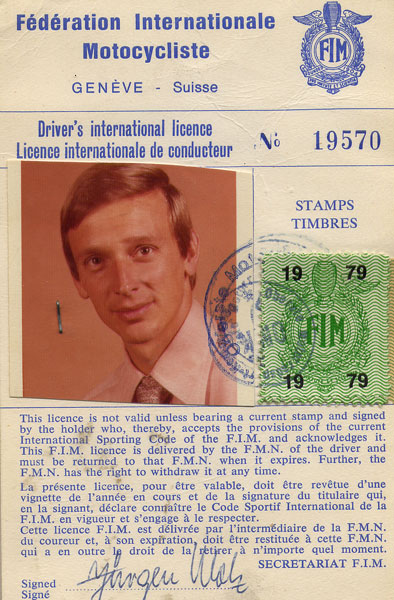 Fédération Internationale
Motocycliste
GENÈVE - Suisse
FIM
Driver's international licence
Licence internationale de conducteur
No 19570
STAMPS
TIMBRES
19 79
FIM
19 79
This licence is not valid unless bearing a current stamp and signed
by the holder who, thereby, accepts the provisions of the current
International Sporting Code of the F.I.M. and acknowledges it.
This F.I.M. licence is delivered by the F.M.N. of the driver and
must be returned to that F.M.N. when it expires. Further, the
F.M.N. has the right to withdraw it at any time.
La présente licence, pour être valable, doit être revêtue d'une
vignette de l'année en cours et de la signature du titulaire qui,
en la signant, déclare connaître le Code Sportif International de la
F.I.M. en vigueur et s'engage à le respecter.
Cette licence F.I.M. est délivrée par l'intermédiaire de la F.M.N.
du coureur et, à son expiration, doit être restituée à cette F.M.N.
qui a en outre le droit de la retirer à n'importe quel moment.
SECRETARIAT F.I.M.
Signed
Signé
Jürgen